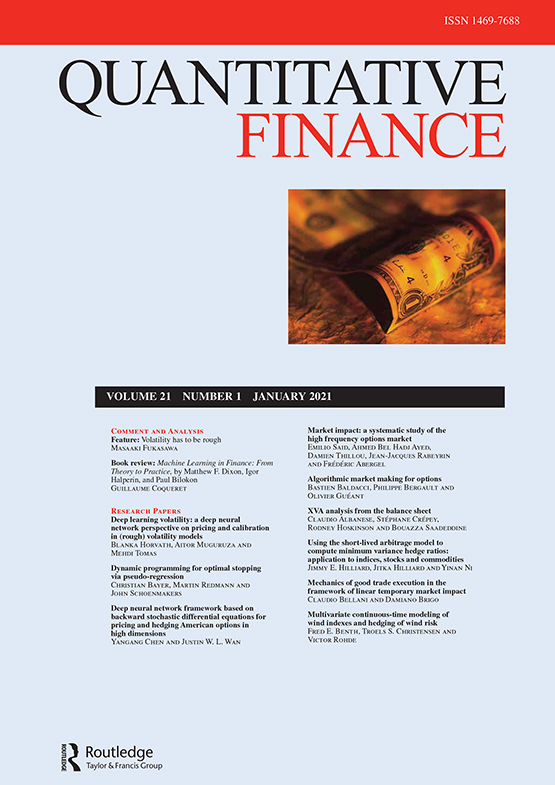 ISSN 1469-7688
QUANTITATIVE
FINANCE
VOLUME 21 NUMBER 1 JANUARY 2021
COMMENT AND ANALYSIS
Feature: Volatility has to be rough
MASAAKI FUKASAWA
Book review: Machine Learning in Finance: From
Theory to Practice, by Matthew F. Dixon, Igor
Halperin, and Paul Bilokon
GUILLAUME COQUERET
RESEARCH PAPERS
Deep learning volatility: a deep neural
network perspective on pricing and calibration
in (rough) volatility models
BLANKA HORVATH, AITOR MUGURUZA AND
MEHDI TOMAS
Dynamic programming for optimal stopping
via pseudo-regression
CHRISTIAN BAYER, MARTIN REDMANN AND
JOHN SCHOENMAKERS
Deep neural network framework based on
backward stochastic differential equations for
pricing and hedging American options in
high dimensions
YANGANG CHEN AND JUSTIN W. L. WAN
Market impact: a systematic study of the
high frequency options market
EMILIO SAID, AHMED BEL HADJ AYED,
DAMIEN THILLOU, JEAN-JACQUES RABEYRIN
AND FRÉDÉRIC ABERGEL
Algorithmic market making for options
BASTIEN BALDACCI, PHILIPPE BERGAULT AND
OLIVIER GUÉANT
XVA analysis from the balance sheet
CLAUDIO ALBANESE, STÉPHANE CRÉPEY,
RODNEY HOSKINSON AND BOUAZZA SAADEDDINE
Using the short-lived arbitrage model to
compute minimum variance hedge ratios:
application to indices, stocks and commodities
JIMMY E. HILLIARD, JITKA HILLIARD AND YINAN NI
Mechanics of good trade execution in the
framework of linear temporary market impact
CLAUDIO BELLANI AND DAMIANO BRIGO
Multivariate continuous-time modeling of
wind indexes and hedging of wind risk
FRED E. BENTH, TROELS S. CHRISTENSEN AND
VICTOR ROHDE
ROUTLEDGE
Routledge
Taylor & Francis Group